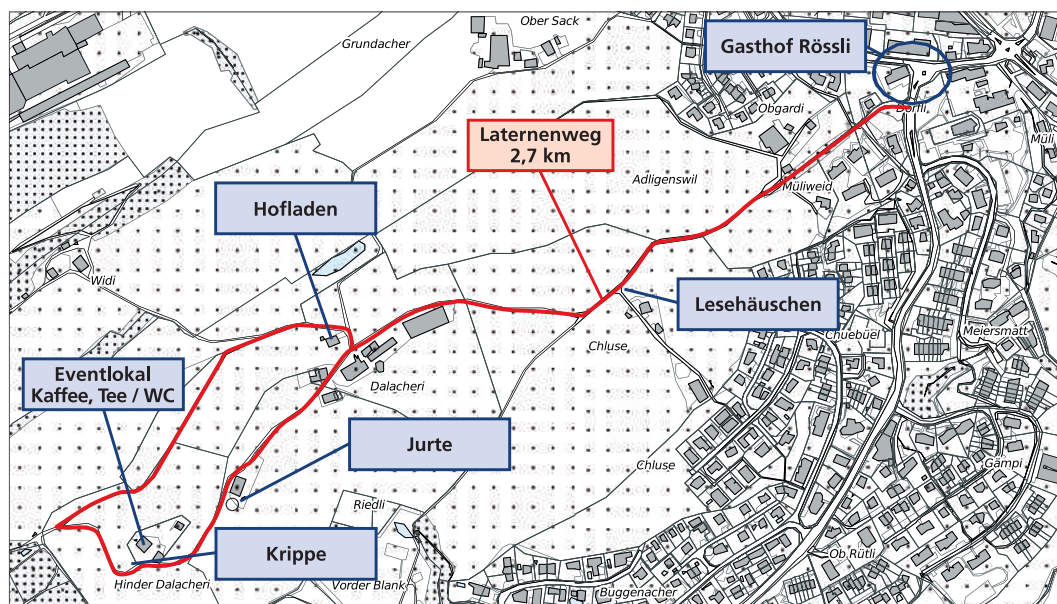 Ober Sack
Grundacher
Gasthof Rössli
Obgardi
Dörfli
Laternenweg
2,7 km
Müli
Adligenswil
Müliweid
Hofladen
Widi
Lesehäuschen
Chuebüel
Meiersmatt
Chluse
Eventlokal
Kaffee, Tee / WC
Dalacheri
Jurte
Chluse
Gämpi
Riedli
Krippe
Ob.Rütli
Hinder Dalacheri
Vorder Blank
Buggenacher